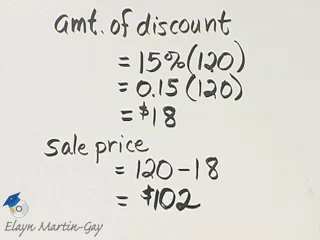 amt. of discount
= 15% (120)
= 0.15 (120)
= $18
sale price
= 120 - 18
= $102
Elayn Martin-Gay